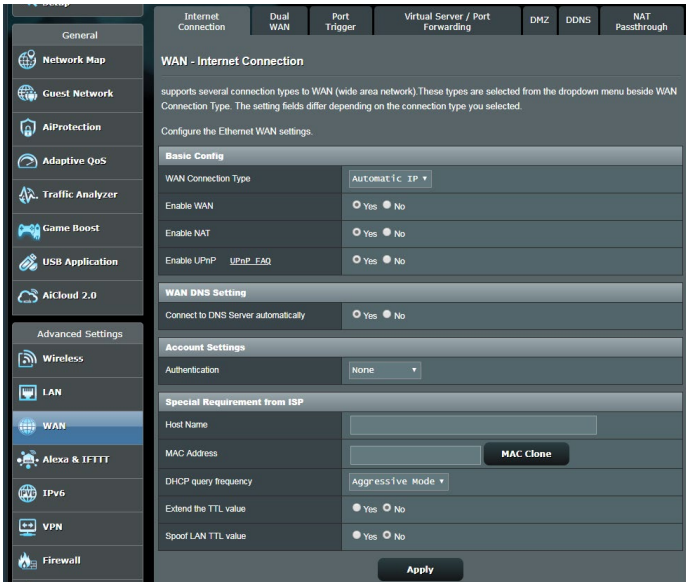 Setup
General
Network Map
Guest Network
AiProtection
Adaptive QoS
Traffic Analyzer
Game Boost
USB Application
AiCloud 2.0
Advanced Settings
Wireless
LAN
WAN
Alexa & IFTTT
IPv6
VPN
Firewall
Internet Connection
Dual WAN
Port Trigger
Virtual Server / Port Forwarding
DMZ
DDNS
NAT Passthrough
WAN - Internet Connection
supports several connection types to WAN (wide area network).These types are selected from the dropdown menu beside WAN
Connection Type. The setting fields differ depending on the connection type you selected.
Configure the Ethernet WAN settings.
Basic Config
WAN Connection Type Automatic IP
Enable WAN Yes No
Enable NAT Yes No
Enable UPnP UPnP FAQ Yes No
WAN DNS Setting
Connect to DNS Server automatically Yes No
Account Settings
Authentication None
Special Requirement from ISP
Host Name
MAC Address MAC Clone
DHCP query frequency Aggressive Mode
Extend the TTL value Yes No
Spoof LAN TTL value Yes No
Apply